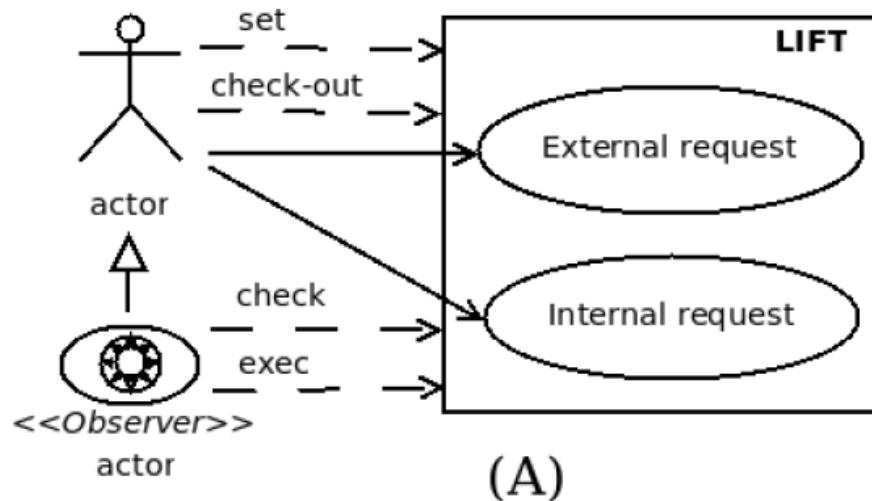 set
LIFT
check-out
External request
actor
check
Internal request
exec
<<Observer>>
actor
(A)